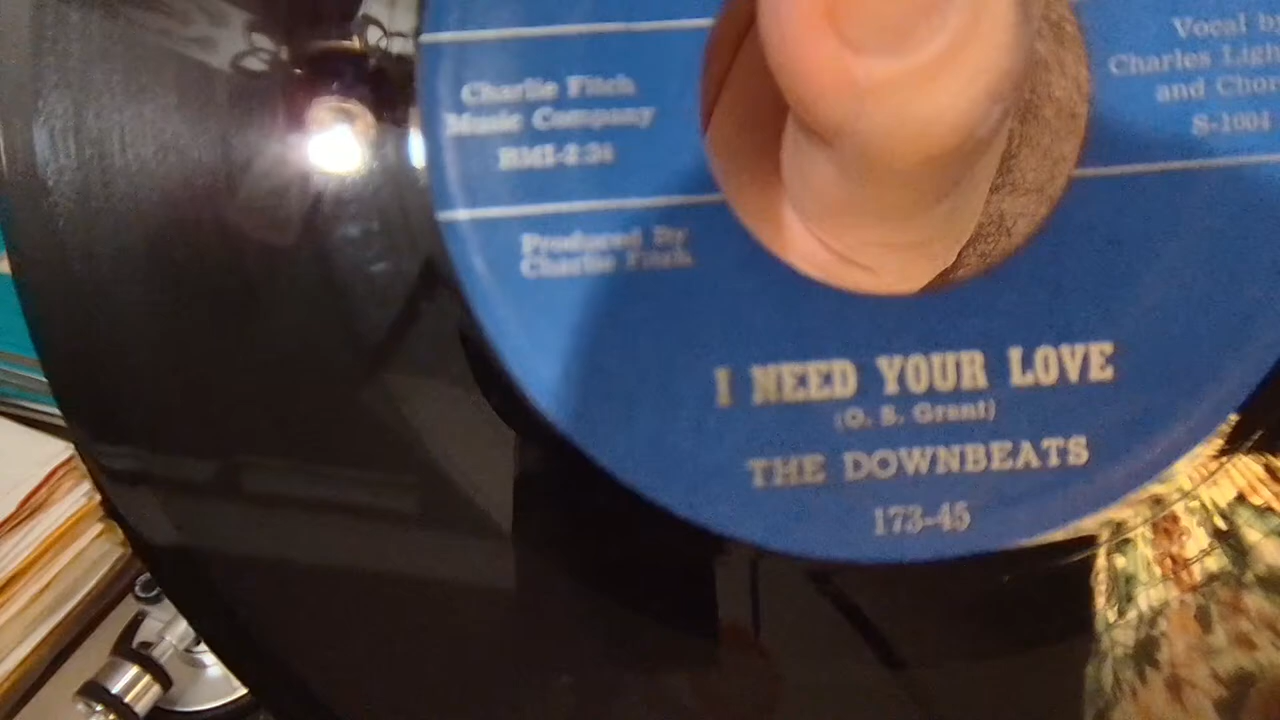 Charlie Fitch
Music Company
BMI-2:34
Produced By
Charlie Fitch
Vocal b
Charles Ligh
and Chor
S-1004
I NEED YOUR LOVE
(O. B. Grant)
THE DOWNBEATS
173-45